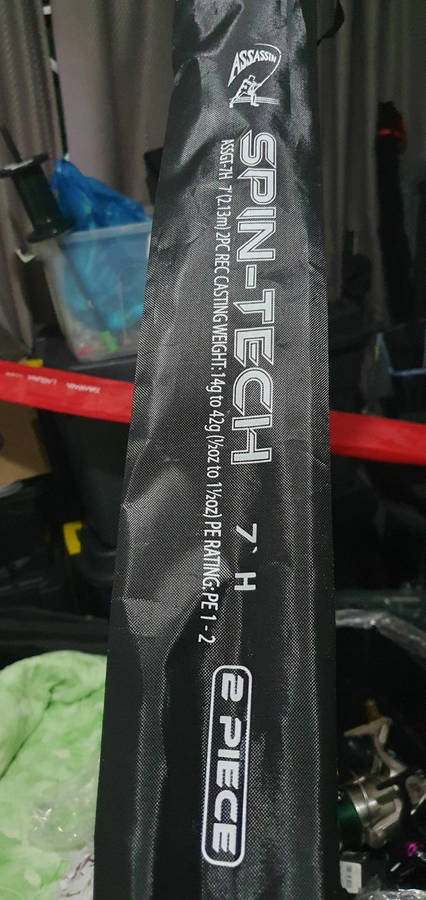 ASSASSIN
SPIN-TECH 7' H
ASSGT-7H 7'(2.13m) 2PC REC CASTING WEIGHT: 14g to 42g (½oz to 1½oz) PE RATING: PE 1 - 2
2 PIECE